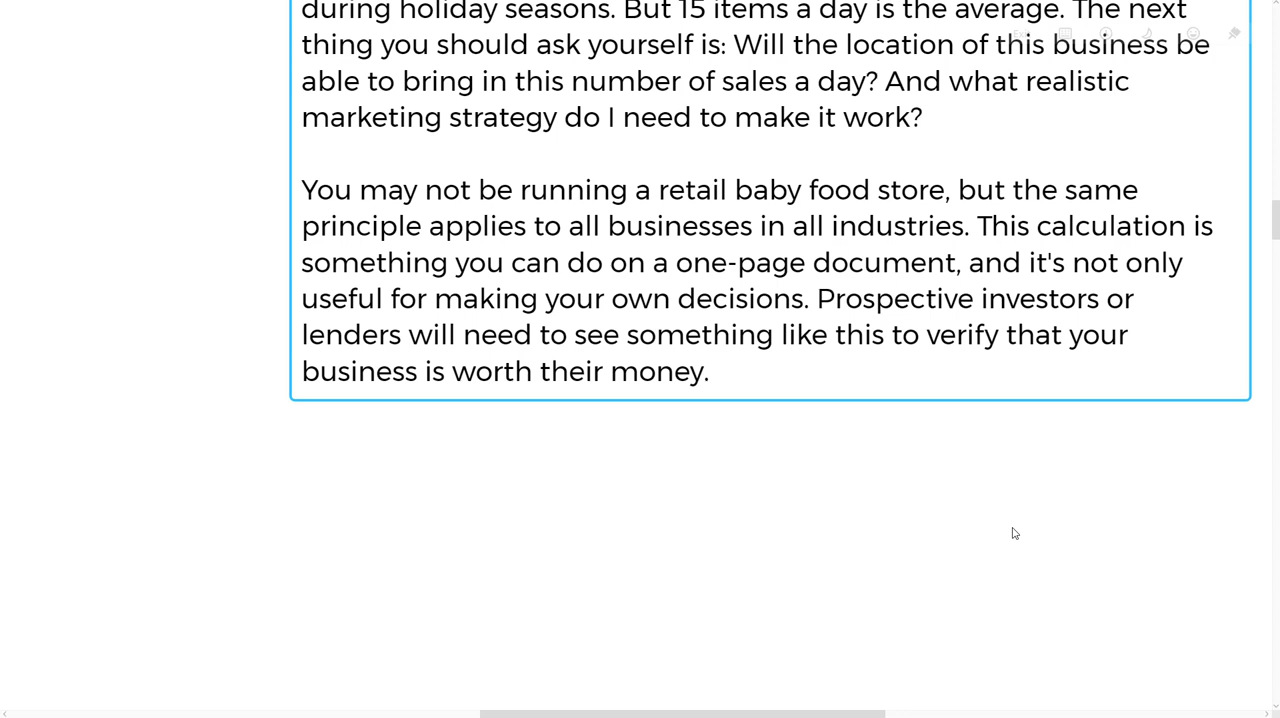 during holiday seasons. But 15 items a day is the average. The next
thing you should ask yourself is: Will the location of this business be
able to bring in this number of sales a day? And what realistic
marketing strategy do I need to make it work?
You may not be running a retail baby food store, but the same
principle applies to all businesses in all industries. This calculation is
something you can do on a one-page document, and it's not only
useful for making your own decisions. Prospective investors or
lenders will need to see something like this to verify that your
business is worth their money.